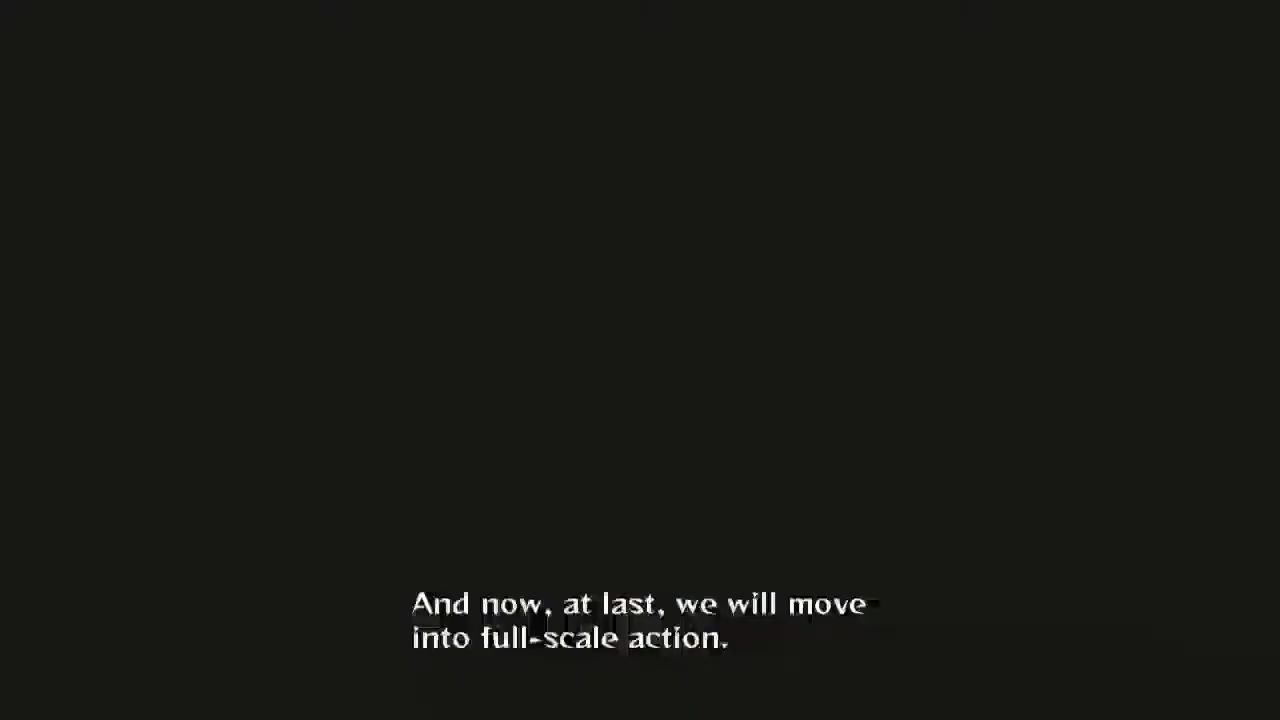 And now, at last, we will move
into full-scale action.